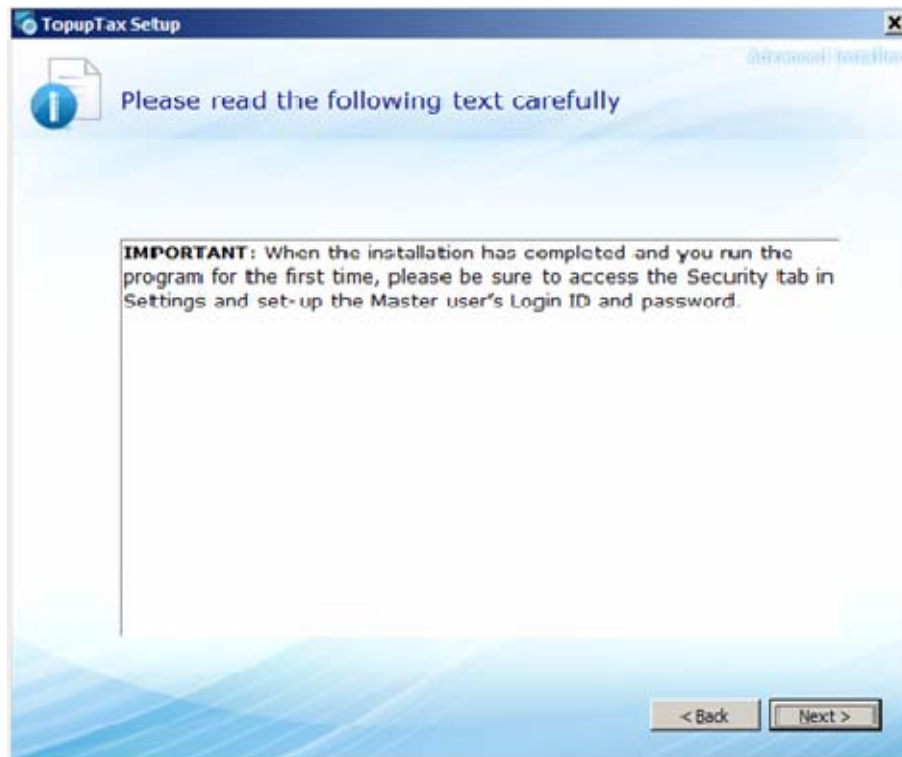 TopupTax Setup
Advanced Installer
Please read the following text carefully
IMPORTANT: When the installation has completed and you run the
program for the first time, please be sure to access the Security tab in
Settings and set-up the Master user's Login ID and password.
< Back
Next >